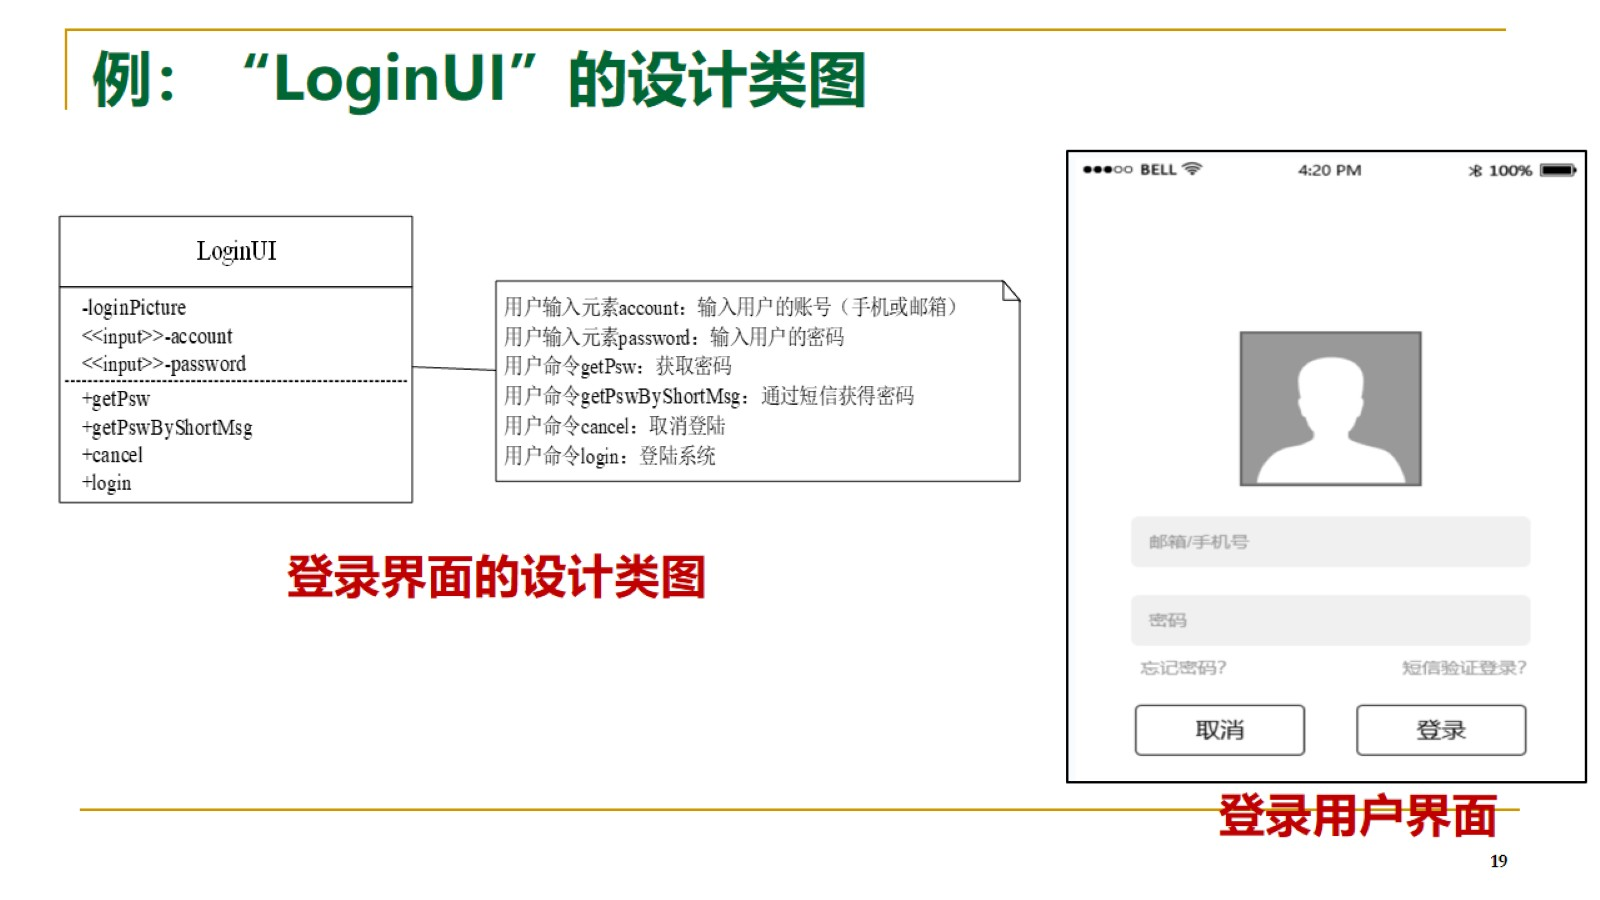 例：“LoginUI”的设计类图
LoginUI
-loginPicture
<<input>>-account
<<input>>-password
+getPsw
+getPswByShortMsg
+cancel
+login
用户输入元素account：输入用户的账号（手机或邮箱）
用户输入元素password：输入用户的密码
用户命令getPsw：获取密码
用户命令getPswByShortMsg：通过短信获得密码
用户命令cancel：取消登陆
用户命令login：登陆系统
登录界面的设计类图
BELL 4:20 PM 100%
邮箱/手机号
密码
忘记密码? 短信验证登录?
取消 登录
登录用户界面
19